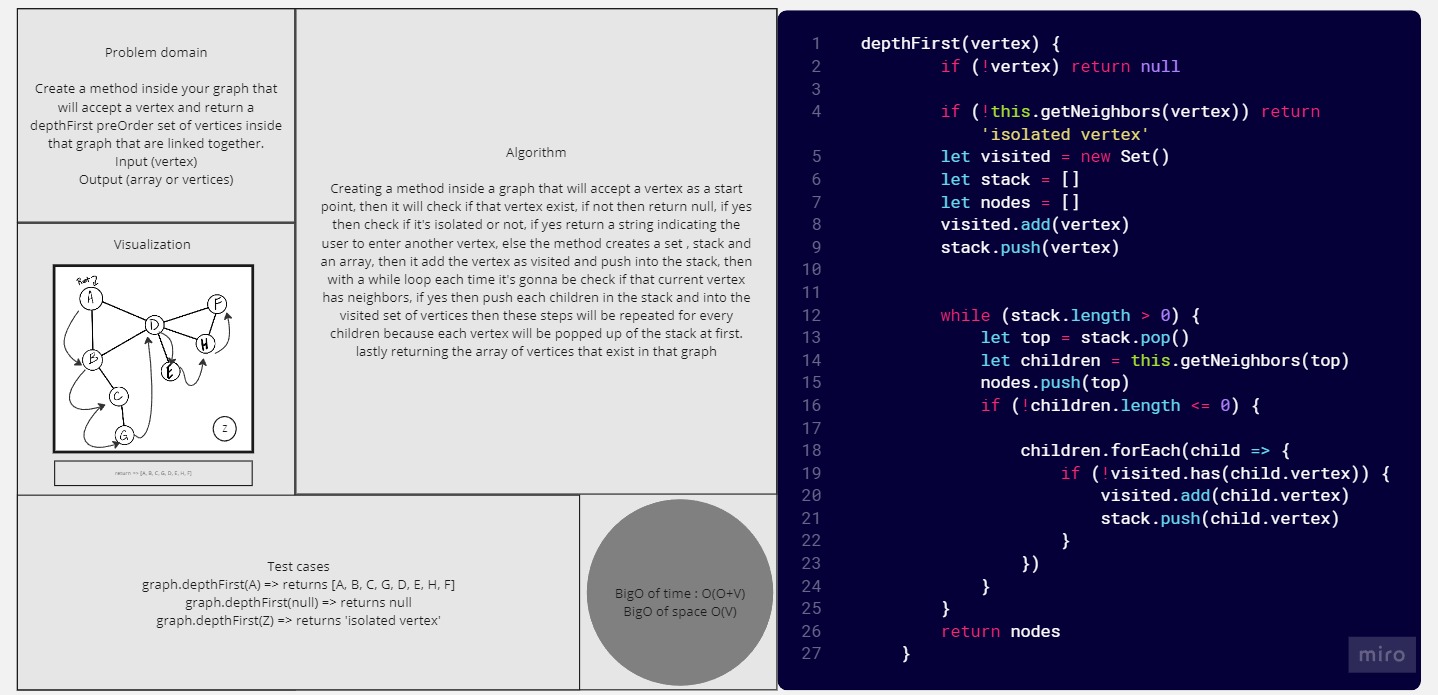 Problem domain
Create a method inside your graph that
will accept a vertex and return a
depthFirst preOrder set of vertices inside
that graph that are linked together.
Input (vertex)
Output (array or vertices)
Visualization
Root
A
F
D
H
B
E
C
G
Z
return => [A, B, C, G, D, E, H, F]
Algorithm
Creating a method inside a graph that will accept a vertex as a start
point, then it will check if that vertex exist, if not then return null, if yes
then check if it's isolated or not, if yes return a string indicating the
user to enter another vertex, else the method creates a set , stack and
an array, then it add the vertex as visited and push into the stack, then
with a while loop each time it's gonna be check if that current vertex
has neighbors, if yes then push each children in the stack and into the
visited set of vertices then these steps will be repeated for every
children because each vertex will be popped up of the stack at first.
lastly returning the array of vertices that exist in that graph
Test cases
graph.depthFirst(A) => returns [A, B, C, G, D, E, H, F]
graph.depthFirst(null) => returns null
graph.depthFirst(Z) => returns 'isolated vertex'
BigO of time : O(O+V)
BigO of space O(V)
1 depthFirst(vertex) {
2 if (!vertex) return null
3
4 if (!this.getNeighbors(vertex)) return
'isolated vertex'
5 let visited = new Set()
6 let stack = []
7 let nodes = []
8 visited.add(vertex)
9 stack.push(vertex)
10
11
12 while (stack.length > 0) {
13 let top = stack.pop()
14 let children = this.getNeighbors(top)
15 nodes.push(top)
16 if (!children.length <= 0) {
17
18 children.forEach(child => {
19 if (!visited.has(child.vertex)) {
20 visited.add(child.vertex)
21 stack.push(child.vertex)
22 }
23 })
24 }
25 }
26 return nodes
27 }
miro